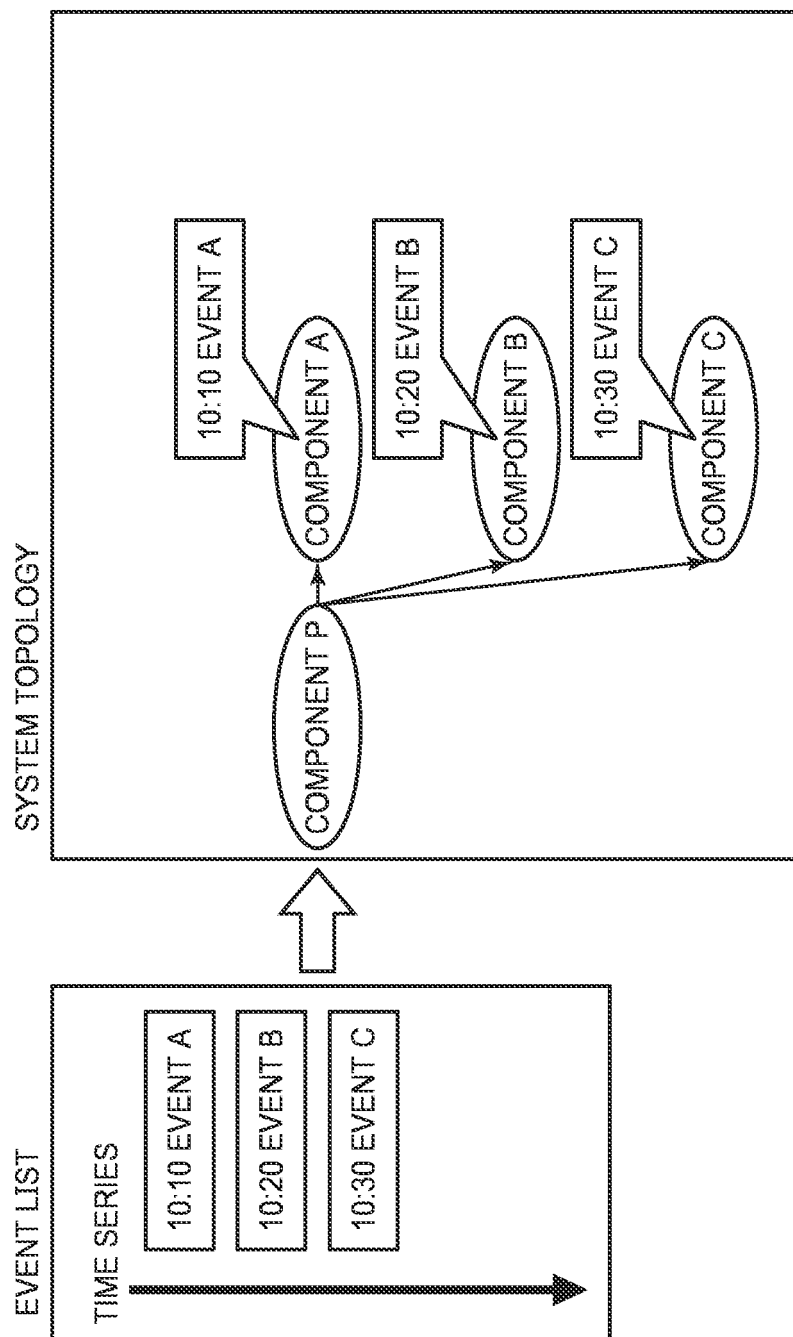 EVENT LIST
TIME SERIES
10:10 EVENT A
10:20 EVENT B
10:30 EVENT C
SYSTEM TOPOLOGY
COMPONENT P
10:10 EVENT A
COMPONENT A
10:20 EVENT B
COMPONENT B
10:30 EVENT C
COMPONENT C